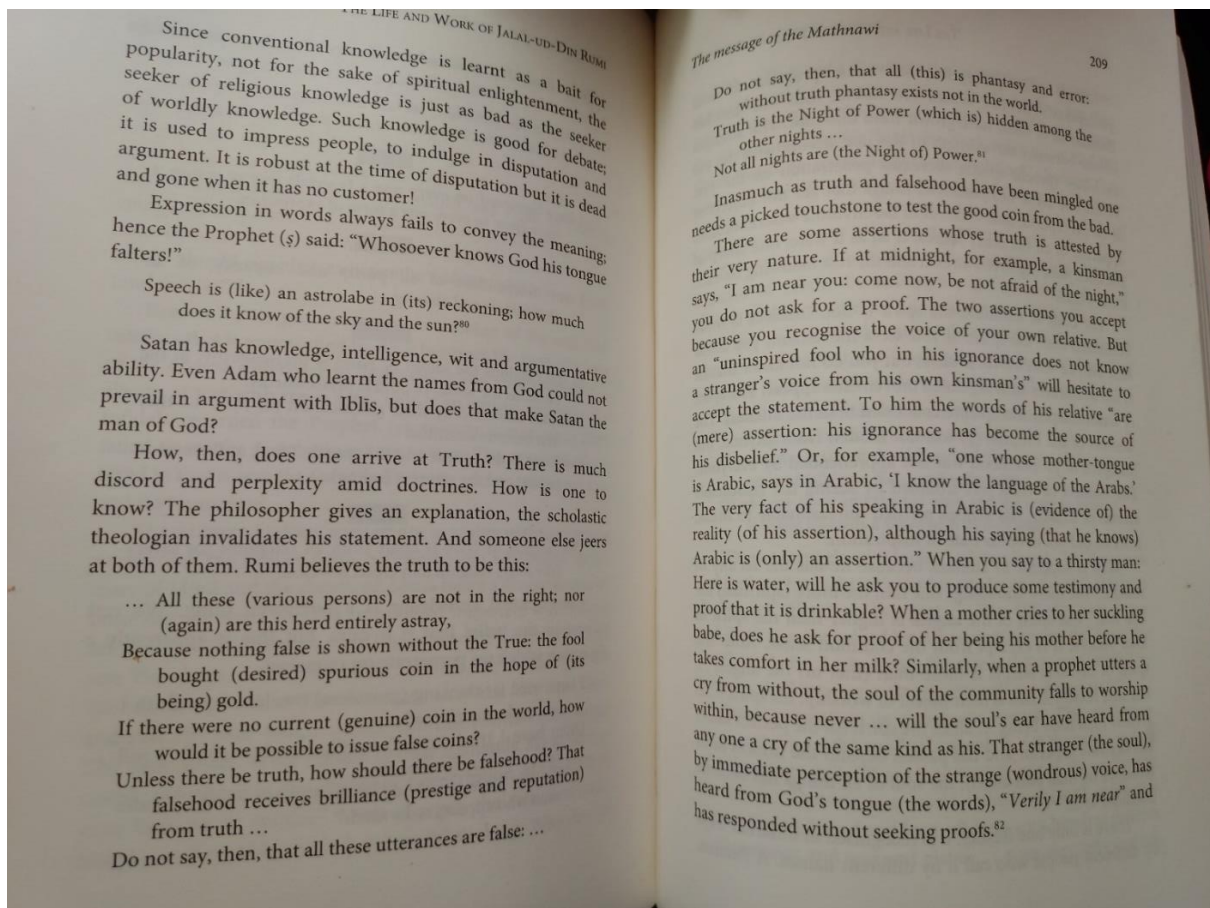 THE LIFE AND WORK OF JALAL-UD-DIN RUMI
Since conventional knowledge is learnt as a bait for
popularity, not for the sake of spiritual enlightenment, the
seeker of religious knowledge is just as bad as the seeker
of worldly knowledge. Such knowledge is good for debate;
it is used to impress people, to indulge in disputation and
argument. It is robust at the time of disputation but it is dead
and gone when it has no customer!
Expression in words always fails to convey the meaning;
hence the Prophet (ṣ) said: “Whosoever knows God his tongue
falters!”
Speech is (like) an astrolabe in (its) reckoning; how much
does it know of the sky and the sun?⁸⁰
Satan has knowledge, intelligence, wit and argumentative
ability. Even Adam who learnt the names from God could not
prevail in argument with Iblīs, but does that make Satan the
man of God?
How, then, does one arrive at Truth? There is much
discord and perplexity amid doctrines. How is one to
know? The philosopher gives an explanation, the scholastic
theologian invalidates his statement. And someone else jeers
at both of them. Rumi believes the truth to be this:
… All these (various persons) are not in the right; nor
(again) are this herd entirely astray,
Because nothing false is shown without the True: the fool
bought (desired) spurious coin in the hope of (its
being) gold.
If there were no current (genuine) coin in the world, how
would it be possible to issue false coins?
Unless there be truth, how should there be falsehood? That
falsehood receives brilliance (prestige and reputation)
from truth …
Do not say, then, that all these utterances are false: …
The message of the Mathnawi
209
Do not say, then, that all (this) is phantasy and error:
without truth phantasy exists not in the world.
Truth is the Night of Power (which is) hidden among the
other nights …
Not all nights are (the Night of) Power.⁸¹
Inasmuch as truth and falsehood have been mingled one
needs a picked touchstone to test the good coin from the bad.
There are some assertions whose truth is attested by
their very nature. If at midnight, for example, a kinsman
says, “I am near you: come now, be not afraid of the night,”
you do not ask for a proof. The two assertions you accept
because you recognise the voice of your own relative. But
an “uninspired fool who in his ignorance does not know
a stranger’s voice from his own kinsman’s” will hesitate to
accept the statement. To him the words of his relative “are
(mere) assertion: his ignorance has become the source of
his disbelief.” Or, for example, “one whose mother-tongue
is Arabic, says in Arabic, ‘I know the language of the Arabs.’
The very fact of his speaking in Arabic is (evidence of) the
reality (of his assertion), although his saying (that he knows)
Arabic is (only) an assertion.” When you say to a thirsty man:
Here is water, will he ask you to produce some testimony and
proof that it is drinkable? When a mother cries to her suckling
babe, does he ask for proof of her being his mother before he
takes comfort in her milk? Similarly, when a prophet utters a
cry from without, the soul of the community falls to worship
within, because never … will the soul’s ear have heard from
any one a cry of the same kind as his. That stranger (the soul),
by immediate perception of the strange (wondrous) voice, has
heard from God’s tongue (the words), “Verily I am near” and
has responded without seeking proofs.⁸²